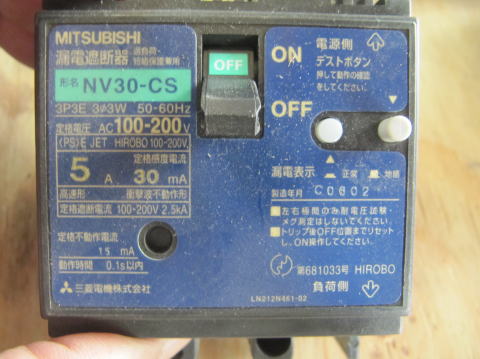 MITSUBISHI
漏電遮断器 過負荷・短絡保護兼用
形名 NV30-CS
3P3E 3φ3W 50-60Hz
定格電圧 AC100-200V
(PS)E JET HIROBO 100-200V
定格感度電流
5 A 30 mA
高速形 衝撃波不動作形
定格遮断電流 100-200V 2.5kA
定格不動作電流
15 mA
動作時間 0.1s以内
三菱電機株式会社
OFF
ON
OFF
電源側
テストボタン
押して動作の確認
をしてください。
漏電表示 正常 地絡
製造年月 C0602
■左右極間のみ耐電圧試験・
メグ測定はしないでください。
■トリップ後OFF位置までリセット
し、ON操作してください。
第681033号 HIROBO
負荷側
LN212N461-02